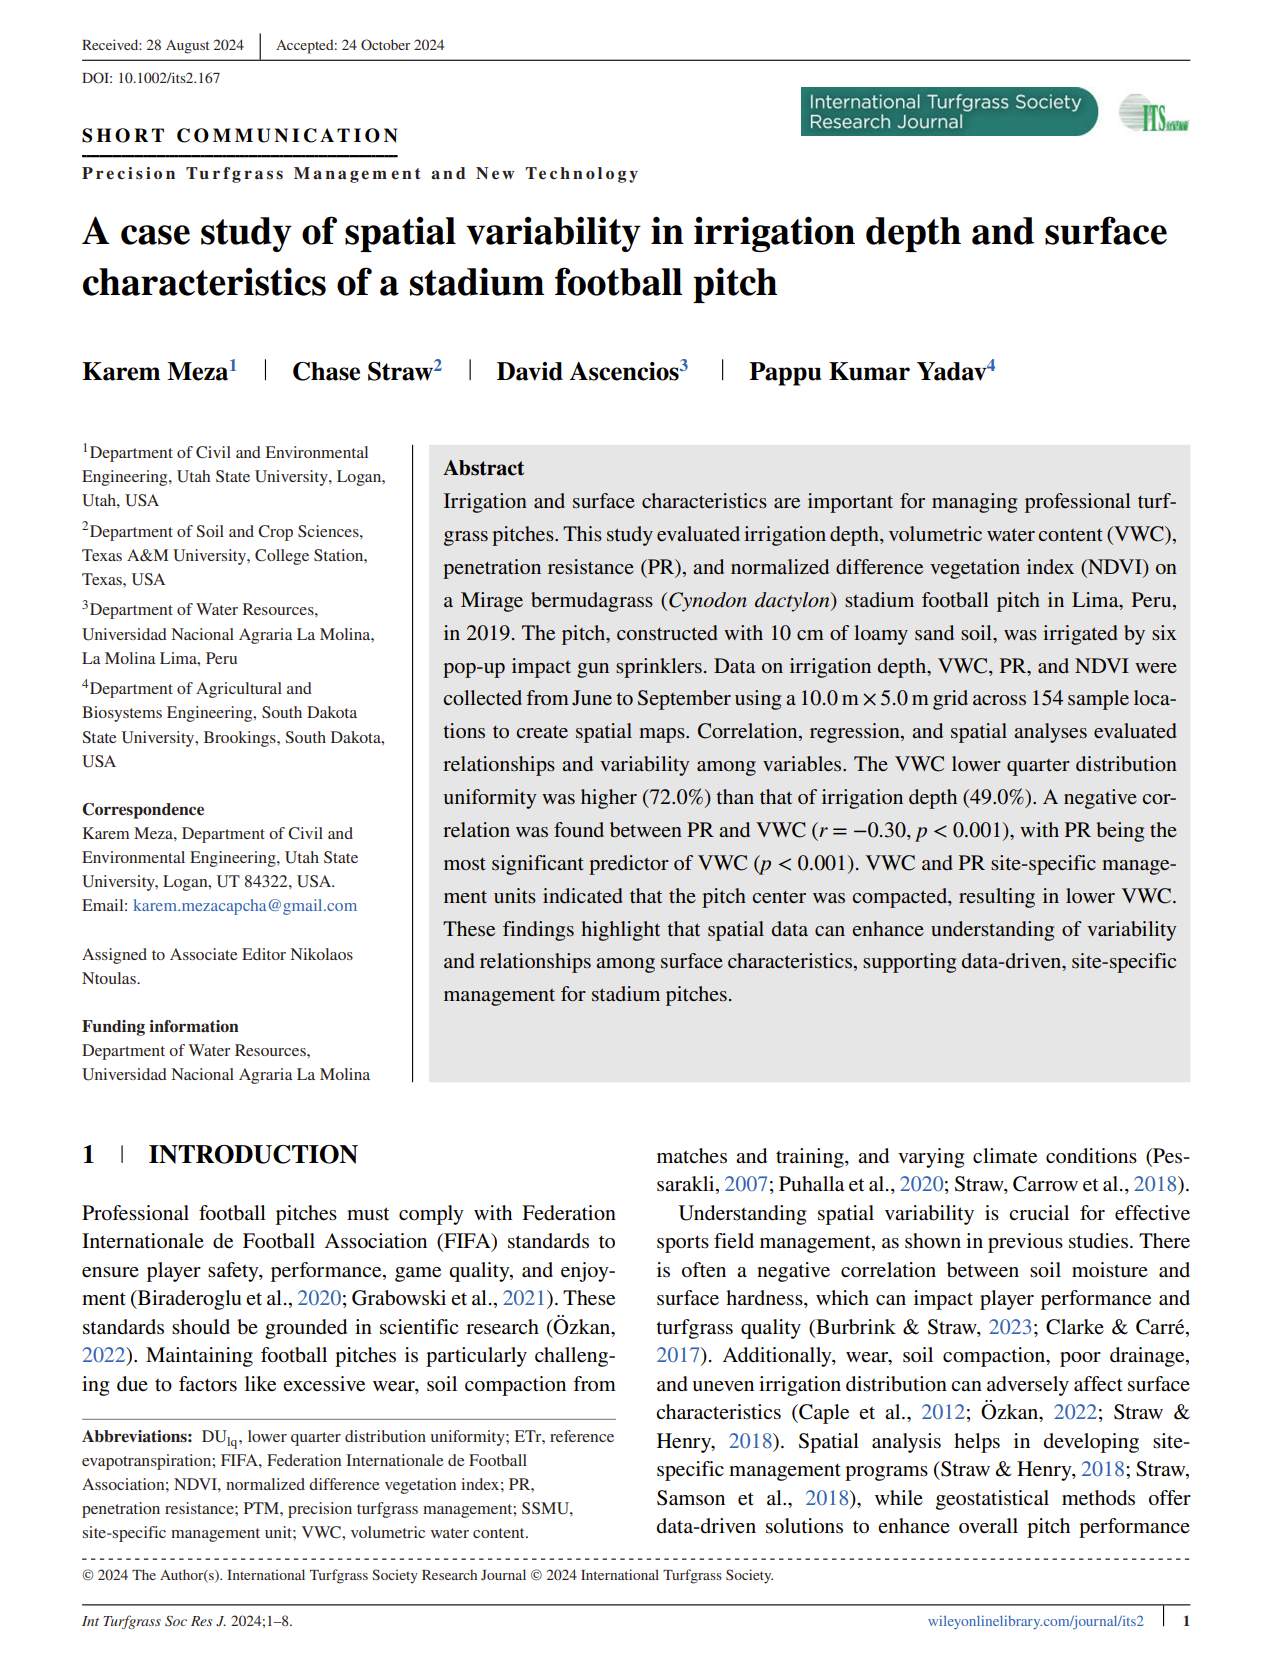 Received: 28 August 2024 | Accepted: 24 October 2024
DOI: 10.1002/its2.167
International Turfgrass Society
Research Journal
ITS
SHORT COMMUNICATION
Precision Turfgrass Management and New Technology
A case study of spatial variability in irrigation depth and surface
characteristics of a stadium football pitch
Karem Meza1 | Chase Straw2 | David Ascencios3 | Pappu Kumar Yadav4
1Department of Civil and Environmental
Engineering, Utah State University, Logan,
Utah, USA
2Department of Soil and Crop Sciences,
Texas A&M University, College Station,
Texas, USA
3Department of Water Resources,
Universidad Nacional Agraria La Molina,
La Molina Lima, Peru
4Department of Agricultural and
Biosystems Engineering, South Dakota
State University, Brookings, South Dakota,
USA
Correspondence
Karem Meza, Department of Civil and
Environmental Engineering, Utah State
University, Logan, UT 84322, USA.
Email: karem.mezacapcha@gmail.com
Assigned to Associate Editor Nikolaos
Ntoulas.
Funding information
Department of Water Resources,
Universidad Nacional Agraria La Molina
Abstract
Irrigation and surface characteristics are important for managing professional turf-
grass pitches. This study evaluated irrigation depth, volumetric water content (VWC),
penetration resistance (PR), and normalized difference vegetation index (NDVI) on
a Mirage bermudagrass (Cynodon dactylon) stadium football pitch in Lima, Peru,
in 2019. The pitch, constructed with 10 cm of loamy sand soil, was irrigated by six
pop-up impact gun sprinklers. Data on irrigation depth, VWC, PR, and NDVI were
collected from June to September using a 10.0 m × 5.0 m grid across 154 sample loca-
tions to create spatial maps. Correlation, regression, and spatial analyses evaluated
relationships and variability among variables. The VWC lower quarter distribution
uniformity was higher (72.0%) than that of irrigation depth (49.0%). A negative cor-
relation was found between PR and VWC (r = −0.30, p < 0.001), with PR being the
most significant predictor of VWC (p < 0.001). VWC and PR site-specific manage-
ment units indicated that the pitch center was compacted, resulting in lower VWC.
These findings highlight that spatial data can enhance understanding of variability
and relationships among surface characteristics, supporting data-driven, site-specific
management for stadium pitches.
1 | INTRODUCTION
Professional football pitches must comply with Federation
Internationale de Football Association (FIFA) standards to
ensure player safety, performance, game quality, and enjoy-
ment (Biraderoglu et al., 2020; Grabowski et al., 2021). These
standards should be grounded in scientific research (Özkan,
2022). Maintaining football pitches is particularly challeng-
ing due to factors like excessive wear, soil compaction from
Abbreviations: DUlq, lower quarter distribution uniformity; ETr, reference
evapotranspiration; FIFA, Federation Internationale de Football
Association; NDVI, normalized difference vegetation index; PR,
penetration resistance; PTM, precision turfgrass management; SSMU,
site-specific management unit; VWC, volumetric water content.
matches and training, and varying climate conditions (Pes-
sarakli, 2007; Puhalla et al., 2020; Straw, Carrow et al., 2018).
Understanding spatial variability is crucial for effective
sports field management, as shown in previous studies. There
is often a negative correlation between soil moisture and
surface hardness, which can impact player performance and
turfgrass quality (Burbrink & Straw, 2023; Clarke & Carré,
2017). Additionally, wear, soil compaction, poor drainage,
and uneven irrigation distribution can adversely affect surface
characteristics (Caple et al., 2012; Özkan, 2022; Straw &
Henry, 2018). Spatial analysis helps in developing site-
specific management programs (Straw & Henry, 2018; Straw,
Samson et al., 2018), while geostatistical methods offer
data-driven solutions to enhance overall pitch performance
© 2024 The Author(s). International Turfgrass Society Research Journal © 2024 International Turfgrass Society.
Int Turfgrass Soc Res J. 2024;1–8.
wileyonlinelibrary.com/journal/its2 | 1